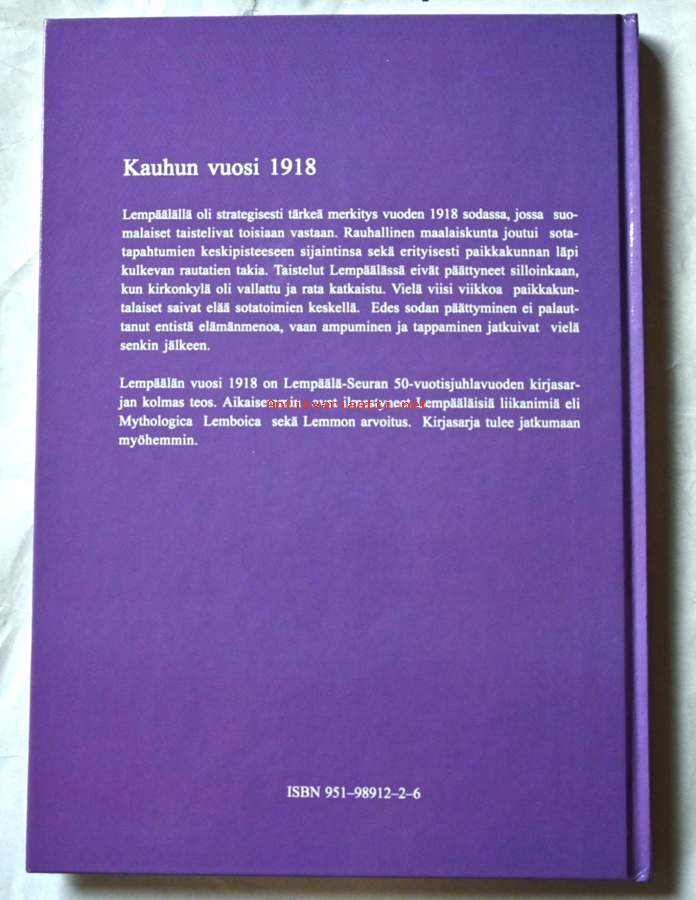 Kauhun vuosi 1918
Lempäälällä oli strategisesti tärkeä merkitys vuoden 1918 sodassa, jossa suo-
malaiset taistelivat toisiaan vastaan. Rauhallinen maalaiskunta joutui sota-
tapahtumien keskipisteeseen sijaintinsa sekä erityisesti paikkakunnan läpi
kulkevan rautatien takia. Taistelut Lempäälässä eivät päättyneet silloinkaan,
kun kirkonkylä oli vallattu ja rata katkaistu. Vielä viisi viikkoa paikkakun-
talaiset saivat elää sotatoimien keskellä. Edes sodan päättyminen ei palaut-
tanut entistä elämänmenoa, vaan ampuminen ja tappaminen jatkuivat vielä
senkin jälkeen.
Lempäälän vuosi 1918 on Lempäälä-Seuran 50-vuotisjuhlavuoden kirjasar-
jan kolmas teos. Aikaisemmin ovat ilmestyneet Lempääläisiä liikanimiä eli
Mythologica Lemboica sekä Lemmon arvoitus. Kirjasarja tulee jatkumaan
myöhemmin.
ISBN 951-98912-2-6